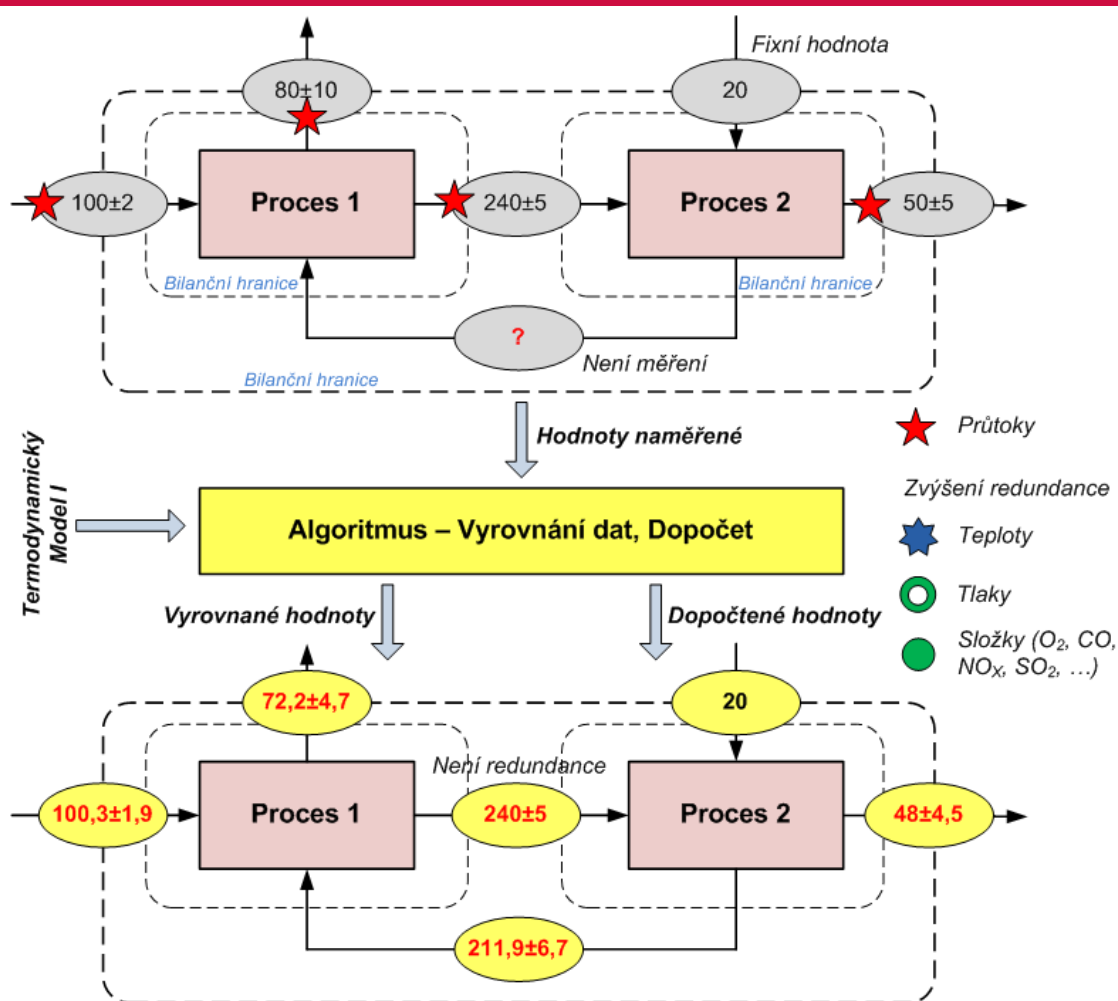 Fixní hodnota
80±10
20
100±2
Proces 1
240±5
Proces 2
50±5
Bilanční hranice
Bilanční hranice
?
Není měření
Bilanční hranice
Hodnoty naměřené
Průtoky
Termodynamický
Model I
Zvýšení redundance
Algoritmus – Vyrovnání dat, Dopočet
Teploty
Tlaky
Vyrovnané hodnoty
Dopočtené hodnoty
Složky (O₂, CO,
NOₓ, SO₂, …)
72,2±4,7
20
Není redundance
100,3±1,9
Proces 1
240±5
Proces 2
48±4,5
211,9±6,7